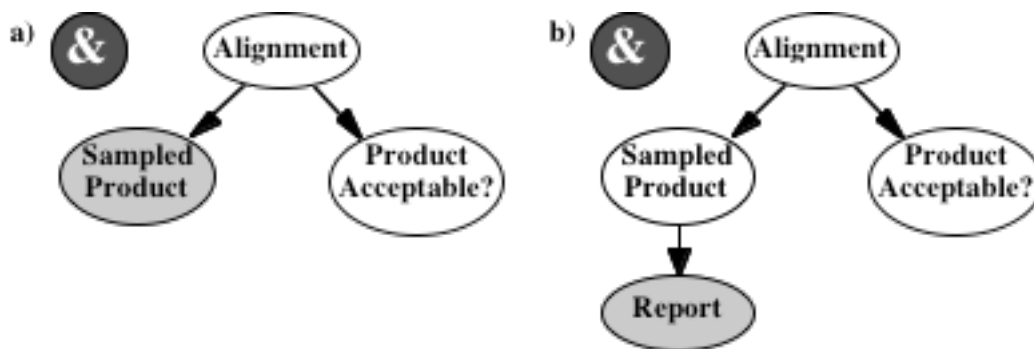 a) & Alignment
Sampled Product
Product Acceptable?
b) & Alignment
Sampled Product
Product Acceptable?
Report